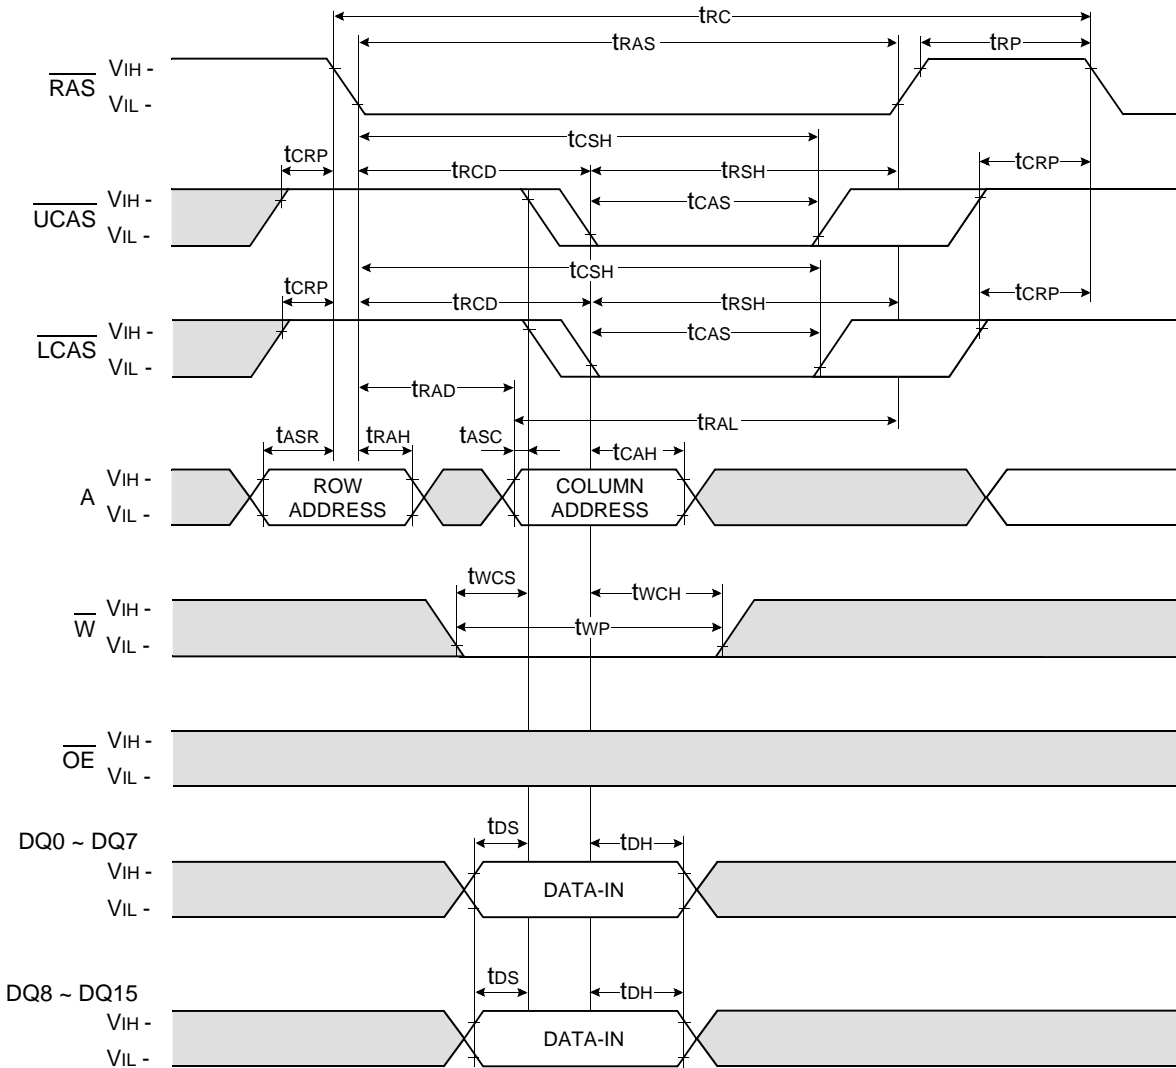 tRC
tRAS
tRP
RAS
VIH -
VIL -
tCSH
tCRP
tRCD
tRSH
tCRP
UCAS
VIH -
VIL -
tCAS
tCSH
tCRP
tRCD
tRSH
tCRP
LCAS
VIH -
VIL -
tCAS
tRAD
tRAL
tASR
tRAH
tASC
tCAH
A
VIH -
VIL -
ROW
ADDRESS
COLUMN
ADDRESS
tWCS
tWCH
W
VIH -
VIL -
tWP
OE
VIH -
VIL -
DQ0 ~ DQ7
VIH -
VIL -
tDS
tDH
DATA-IN
DQ8 ~ DQ15
VIH -
VIL -
tDS
tDH
DATA-IN